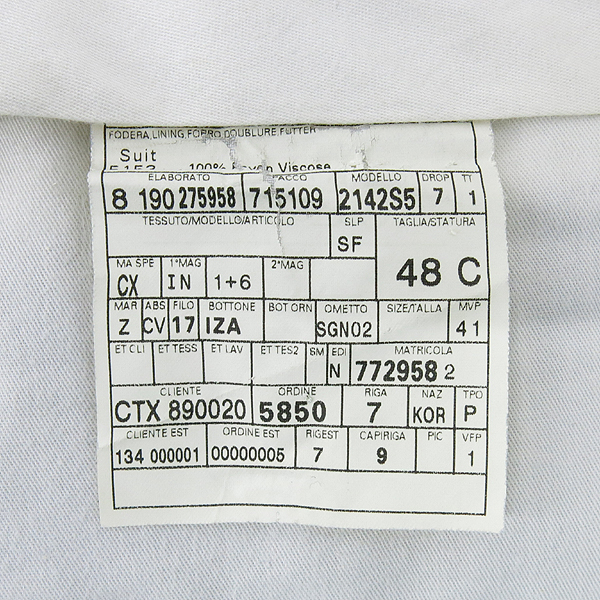 FODERA,LINING,FORRO,DOUBLURE,FUTTER
Suit
100% Viscose
ELABORATO PACCO MODELLO DROP TT
8 190 275958 715109 2142S5 7 1
TESSUTO/MODELLO/ARTICOLO SLP TAGLIA/STATURA
SF
48 C
MA SPE 1°MAG 2°MAG
CX IN 1+6
MAR ABS FILO BOTTONE BOT ORN OMETTO SIZE/TALLA MVP
Z CV 17 IZA SGN02 41
ET CLI ET TESS ET LAV ET TES2 SM EDI MATRICOLA
N 772958 2
CLIENTE ORDINE RIGA NAZ TPO
CTX 890020 5850 7 KOR P
CLIENTE EST ORDINE EST RIGEST CAPIRIGA PIC VFP
134 000001 00000005 7 9 1